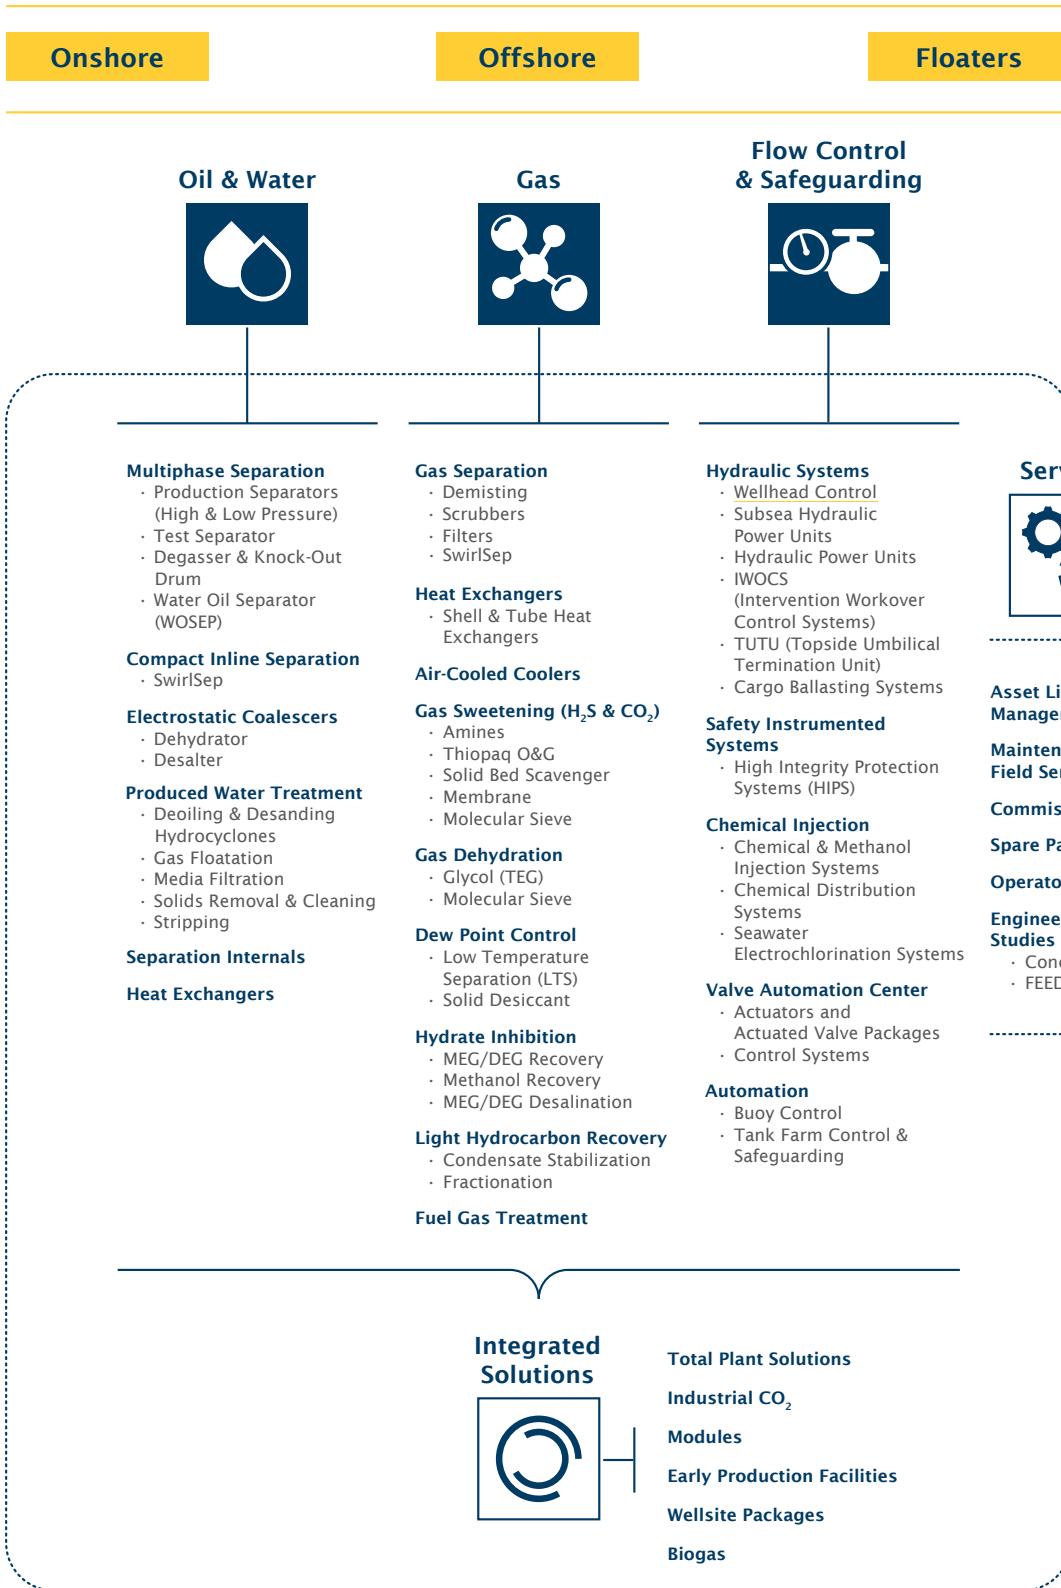 Onshore
Offshore
Floaters
Oil & Water
Gas
Flow Control
& Safeguarding
Multiphase Separation
· Production Separators
(High & Low Pressure)
· Test Separator
· Degasser & Knock-Out
Drum
· Water Oil Separator
(WOSEP)
Compact Inline Separation
· SwirlSep
Electrostatic Coalescers
· Dehydrator
· Desalter
Produced Water Treatment
· Deoiling & Desanding
Hydrocyclones
· Gas Floatation
· Media Filtration
· Solids Removal & Cleaning
· Stripping
Separation Internals
Heat Exchangers
Gas Separation
· Demisting
· Scrubbers
· Filters
· SwirlSep
Heat Exchangers
· Shell & Tube Heat
Exchangers
Air-Cooled Coolers
Gas Sweetening (H₂S & CO₂)
· Amines
· Thiopaq O&G
· Solid Bed Scavenger
· Membrane
· Molecular Sieve
Gas Dehydration
· Glycol (TEG)
· Molecular Sieve
Dew Point Control
· Low Temperature
Separation (LTS)
· Solid Desiccant
Hydrate Inhibition
· MEG/DEG Recovery
· Methanol Recovery
· MEG/DEG Desalination
Light Hydrocarbon Recovery
· Condensate Stabilization
· Fractionation
Fuel Gas Treatment
Hydraulic Systems
· Wellhead Control
· Subsea Hydraulic
Power Units
· Hydraulic Power Units
· IWOCS
(Intervention Workover
Control Systems)
· TUTU (Topside Umbilical
Termination Unit)
· Cargo Ballasting Systems
Safety Instrumented
Systems
· High Integrity Protection
Systems (HIPS)
Chemical Injection
· Chemical & Methanol
Injection Systems
· Chemical Distribution
Systems
· Seawater
Electrochlorination Systems
Valve Automation Center
· Actuators and
Actuated Valve Packages
· Control Systems
Automation
· Buoy Control
· Tank Farm Control &
Safeguarding
Asset
Field
Spare
Studies
· FEED
Integrated
Solutions
Total Plant Solutions
Industrial CO₂
Modules
Early Production Facilities
Wellsite Packages
Biogas